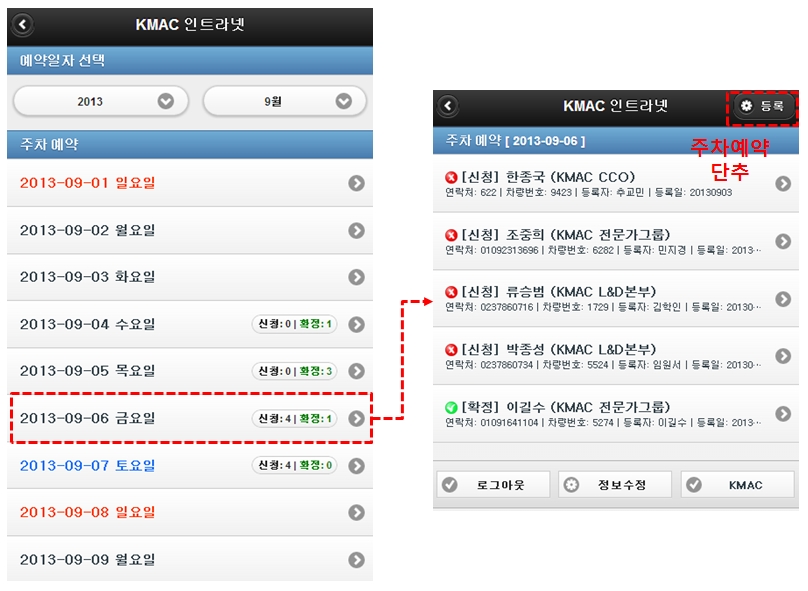 KMAC 인트라넷
예약일자 선택
2013
9월
주차 예약
2013-09-01 일요일
2013-09-02 월요일
2013-09-03 화요일
2013-09-04 수요일
신청:0 | 확정:1
2013-09-05 목요일
신청:0 | 확정:3
2013-09-06 금요일
신청:4 | 확정:1
2013-09-07 토요일
신청:4 | 확정:0
2013-09-08 일요일
2013-09-09 월요일
KMAC 인트라넷
등록
주차 예약 [ 2013-09-06 ]
주차예약
단추
[신청] 한종국 (KMAC CCO)
연락처: 622 | 차량번호: 9423 | 등록자: 수교민 | 등록일: 20130903
[신청] 조중희 (KMAC 전문가그룹)
연락처: 01092313696 | 차량번호: 6282 | 등록자: 민지경 | 등록일: 2013···
[신청] 류승범 (KMAC L&D본부)
연락처: 0237860716 | 차량번호: 1729 | 등록자: 김학인 | 등록일: 20130···
[신청] 박종성 (KMAC L&D본부)
연락처: 0237860734 | 차량번호: 5524 | 등록자: 임원서 | 등록일: 20130···
[확정] 이길수 (KMAC 전문가그룹)
연락처: 01091641104 | 차량번호: 5274 | 등록자: 이길수 | 등록일: 2013···
로그아웃
정보수정
KMAC